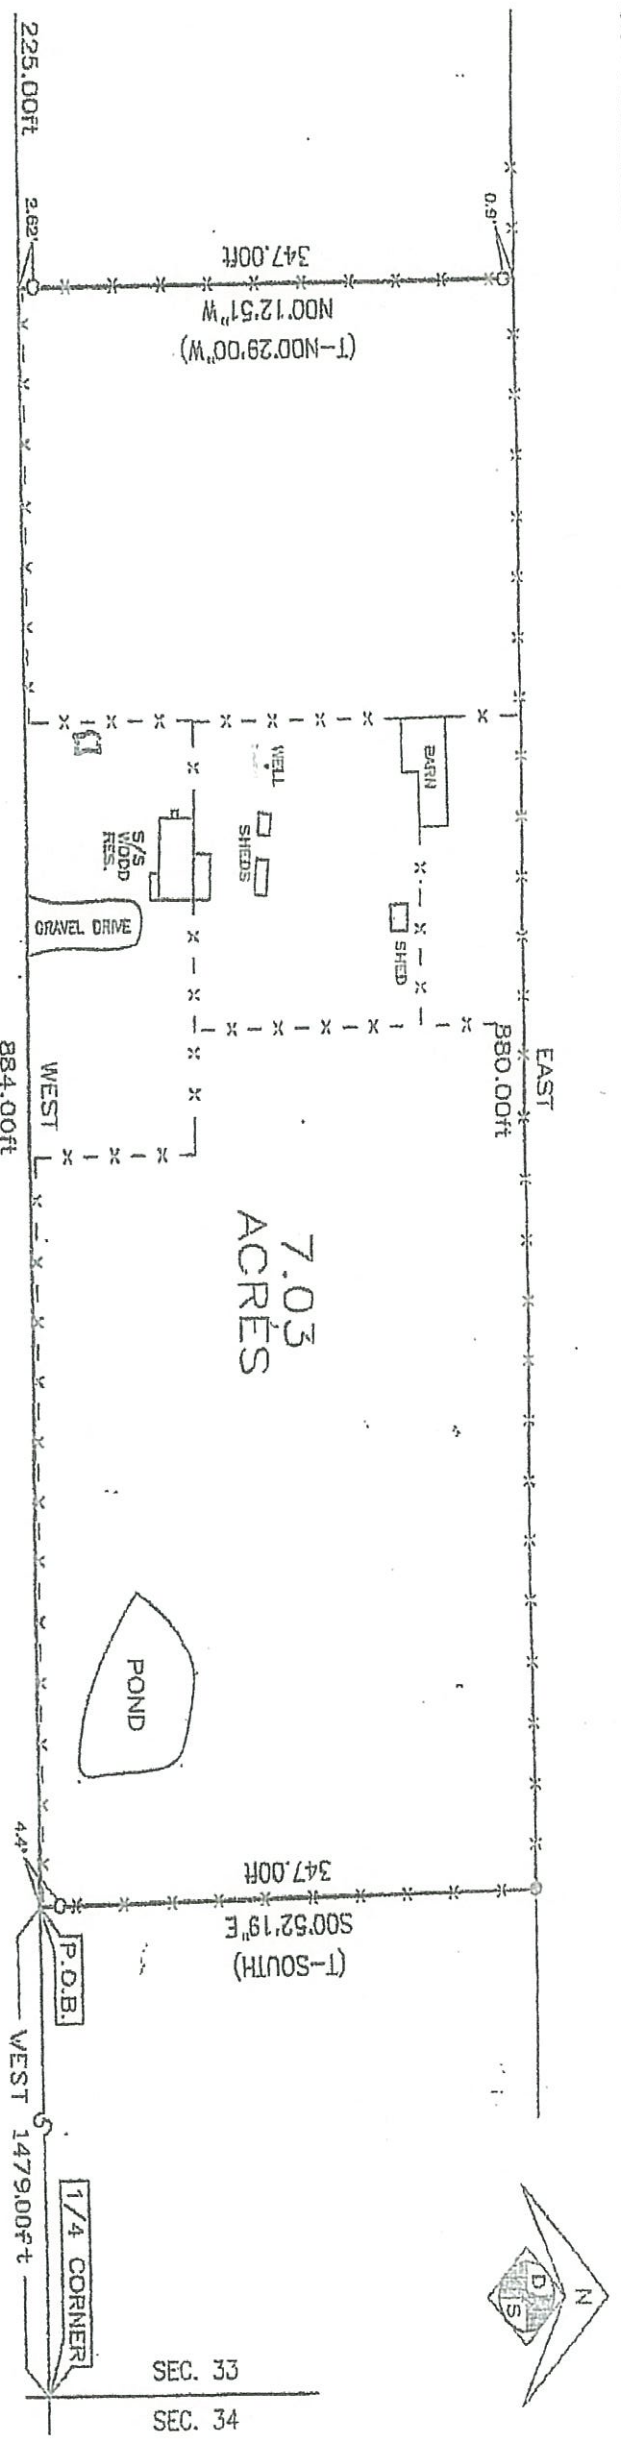 225.00ft
2.62'
0.9'
347.00ft
N00°12'51"W
(T-N00°29'00"W)
BARN
WELL
SHEDS
S/S
WOOD
RES.
GRAVEL DRIVE
SHED
EAST
880.00ft
WEST
884.00ft
7.03
ACRES
POND
4.4'
347.00ft
S00°52'19"E
(T-SOUTH)
P.O.B.
WEST 1479.00ft
1/4 CORNER
N
D
S
SEC. 33
SEC. 34